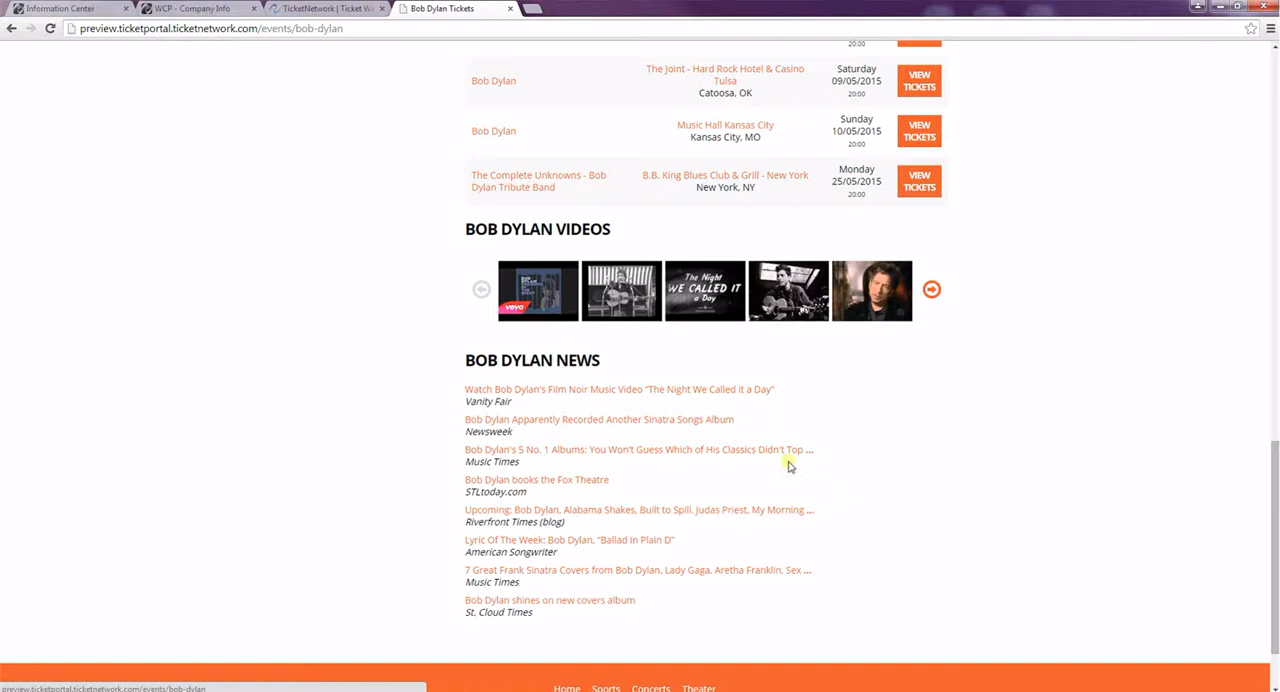 Information Center
WCP - Company Info
TicketNetwork | Ticket W
Bob Dylan Tickets
preview.ticketportal.ticketnetwork.com/events/bob-dylan
20:00
Bob Dylan
The Joint - Hard Rock Hotel & Casino
Tulsa
Catoosa, OK
Saturday
09/05/2015
20:00
VIEW
TICKETS
Bob Dylan
Music Hall Kansas City
Kansas City, MO
Sunday
10/05/2015
20:00
VIEW
TICKETS
The Complete Unknowns - Bob
Dylan Tribute Band
B.B. King Blues Club & Grill - New York
New York, NY
Monday
25/05/2015
20:00
VIEW
TICKETS
BOB DYLAN VIDEOS
vevo
The Night
WE CALLED IT
a Day
BOB DYLAN NEWS
Watch Bob Dylan's Film Noir Music Video “The Night We Called it a Day”
Vanity Fair
Bob Dylan Apparently Recorded Another Sinatra Songs Album
Newsweek
Bob Dylan's 5 No. 1 Albums: You Won't Guess Which of His Classics Didn't Top ...
Music Times
Bob Dylan books the Fox Theatre
STLtoday.com
Upcoming: Bob Dylan, Alabama Shakes, Built to Spill, Judas Priest, My Morning ...
Riverfront Times (blog)
Lyric Of The Week: Bob Dylan, “Ballad In Plain D”
American Songwriter
7 Great Frank Sinatra Covers from Bob Dylan, Lady Gaga, Aretha Franklin, Sex ...
Music Times
Bob Dylan shines on new covers album
St. Cloud Times
Home Sports Concerts Theater
preview.ticketportal.ticketnetwork.com/events/bob-dylan